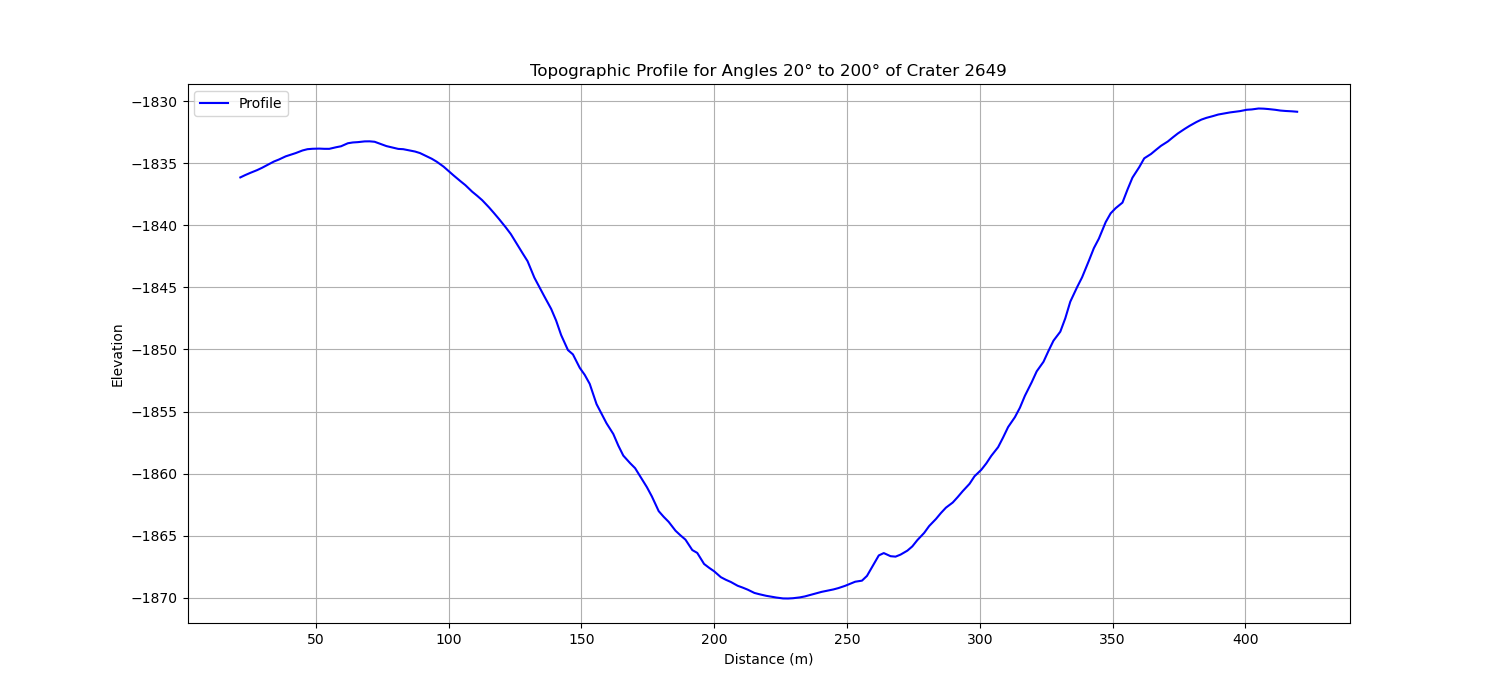 Topographic Profile for Angles 20° to 200° of Crater 2649
Profile
−1830
−1835
−1840
−1845
−1850
−1855
−1860
−1865
−1870
Elevation
50 100 150 200 250 300 350 400
Distance (m)